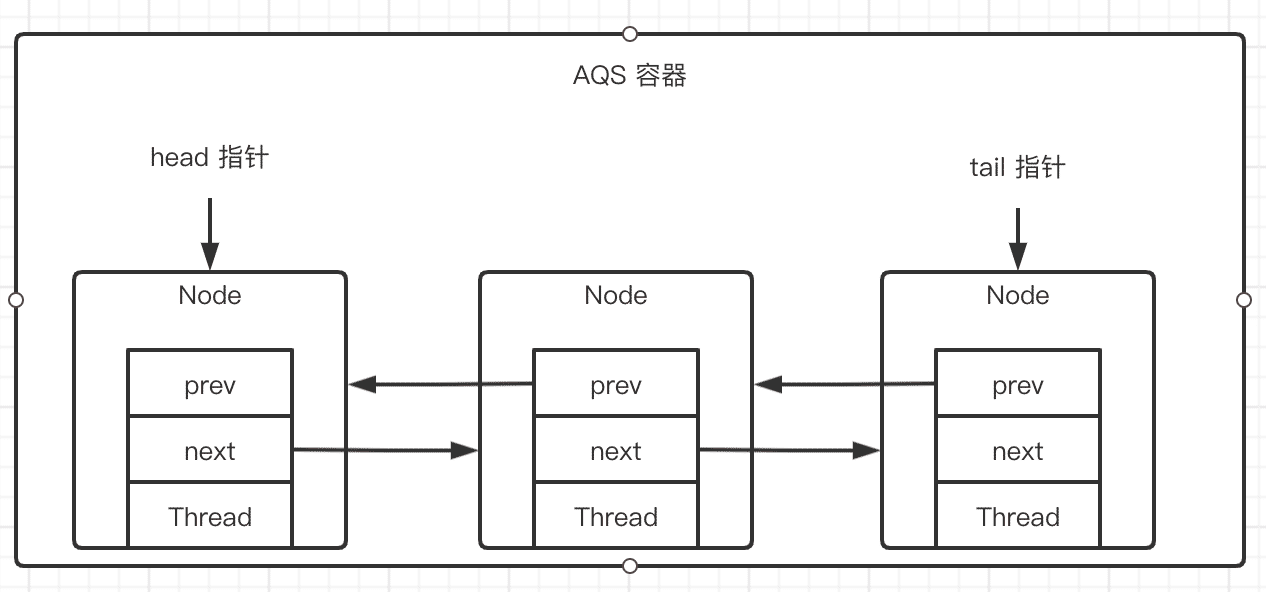 AQS 容器
head 指针
tail 指针
Node
Node
Node
prev
prev
prev
next
next
next
Thread
Thread
Thread